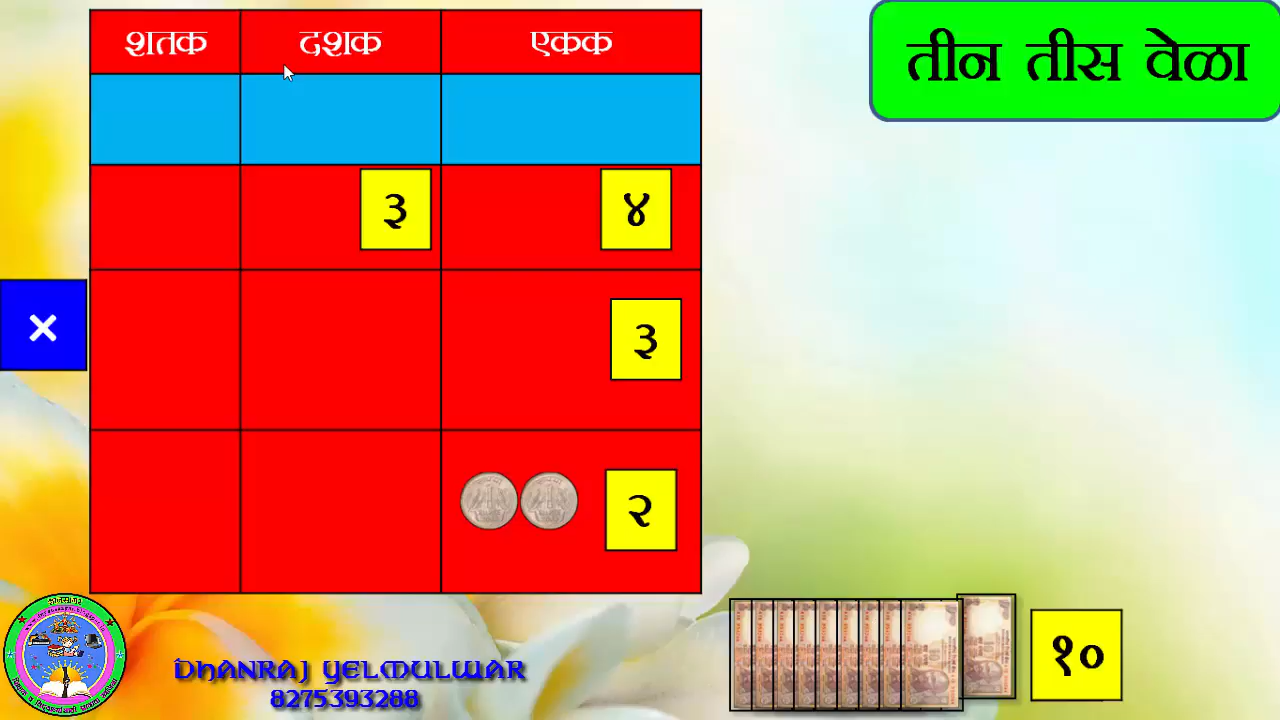 शतक दशक एकक
तीन तीस वेळा
३ ४
×
३
२
१०
DHANRAJ YELMULWAR
8275393288